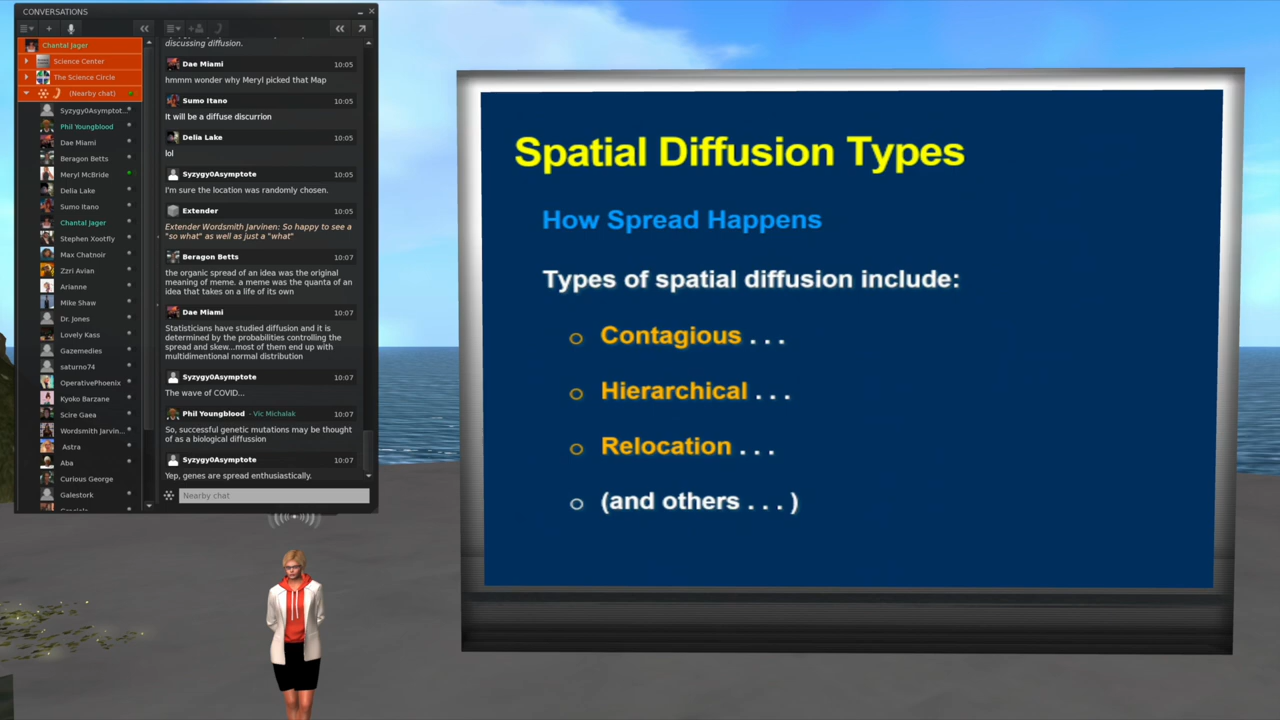 CONVERSATIONS
Chantal Jager
Science Center
The Science Circle
(Nearby chat)
Syzygy0Asymptot...
Phil Youngblood
Dae Miami
Beragon Betts
Meryl McBride
Delia Lake
Sumo Itano
Chantal Jager
Stephen Xootfly
Max Chatnoir
Zzri Avian
Arianne
Mike Shaw
Dr. Jones
Lovely Kass
Gazemedies
saturno74
OperativePhoenix
Kyoko Barzane
Scire Gaea
Wordsmith Jarvin...
Astra
Aba
Curious George
Galestork
discussing diffusion.
Dae Miami 10:05
hmmm wonder why Meryl picked that Map
Sumo Itano 10:05
It will be a diffuse discurrion
Delia Lake 10:05
lol
Syzygy0Asymptote 10:05
I'm sure the location was randomly chosen.
Extender 10:05
Extender Wordsmith Jarvinen: So happy to see a
"so what" as well as just a "what"
Beragon Betts 10:07
the organic spread of an idea was the original
meaning of meme. a meme was the quanta of an
idea that takes on a life of its own
Dae Miami 10:07
Statisticians have studied diffusion and it is
determined by the probabilities controlling the
spread and skew...most of them end up with
multidimentional normal distribution
Syzygy0Asymptote 10:07
The wave of COVID...
Phil Youngblood - Vic Michalak 10:07
So, successful genetic mutations may be thought
of as a biological diffussion
Syzygy0Asymptote 10:07
Yep, genes are spread enthusiastically.
Nearby chat
Spatial Diffusion Types
How Spread Happens
Types of spatial diffusion include:
o Contagious . . .
o Hierarchical . . .
o Relocation . . .
o (and others . . . )